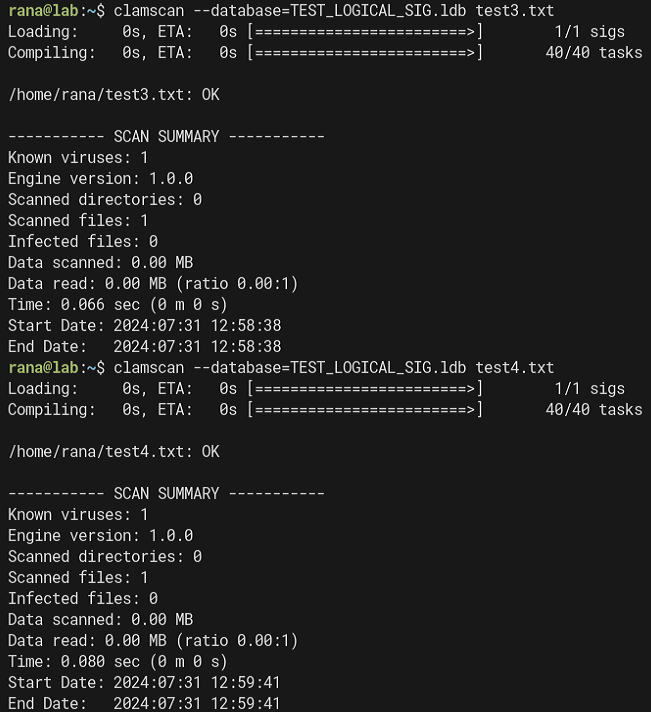 rana@lab:~$ clamscan --database=TEST_LOGICAL_SIG.ldb test3.txt
Loading:     0s, ETA:   0s [========================>]        1/1 sigs
Compiling:   0s, ETA:   0s [========================>]       40/40 tasks
/home/rana/test3.txt: OK
----------- SCAN SUMMARY -----------
Known viruses: 1
Engine version: 1.0.0
Scanned directories: 0
Scanned files: 1
Infected files: 0
Data scanned: 0.00 MB
Data read: 0.00 MB (ratio 0.00:1)
Time: 0.066 sec (0 m 0 s)
Start Date: 2024:07:31 12:58:38
End Date:   2024:07:31 12:58:38
rana@lab:~$ clamscan --database=TEST_LOGICAL_SIG.ldb test4.txt
Loading:     0s, ETA:   0s [========================>]        1/1 sigs
Compiling:   0s, ETA:   0s [========================>]       40/40 tasks
/home/rana/test4.txt: OK
----------- SCAN SUMMARY -----------
Known viruses: 1
Engine version: 1.0.0
Scanned directories: 0
Scanned files: 1
Infected files: 0
Data scanned: 0.00 MB
Data read: 0.00 MB (ratio 0.00:1)
Time: 0.080 sec (0 m 0 s)
Start Date: 2024:07:31 12:59:41
End Date:   2024:07:31 12:59:41